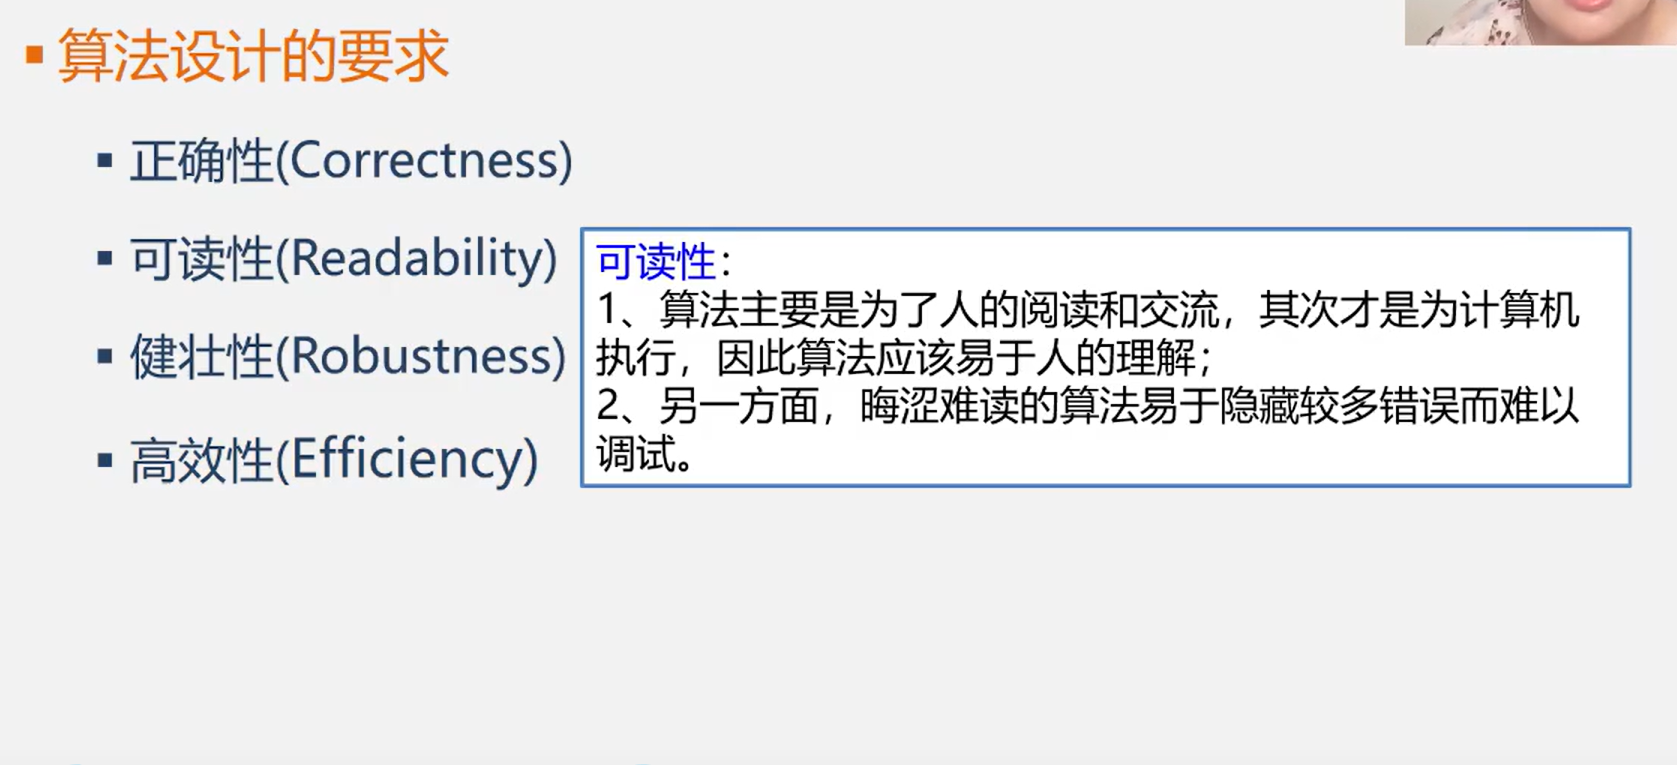 ▪ 算法设计的要求
▪ 正确性(Correctness)
▪ 可读性(Readability)
▪ 健壮性(Robustness)
▪ 高效性(Efficiency)
可读性：
1、算法主要是为了人的阅读和交流，其次才是为计算机
执行，因此算法应该易于人的理解；
2、另一方面，晦涩难读的算法易于隐藏较多错误而难以
调试。